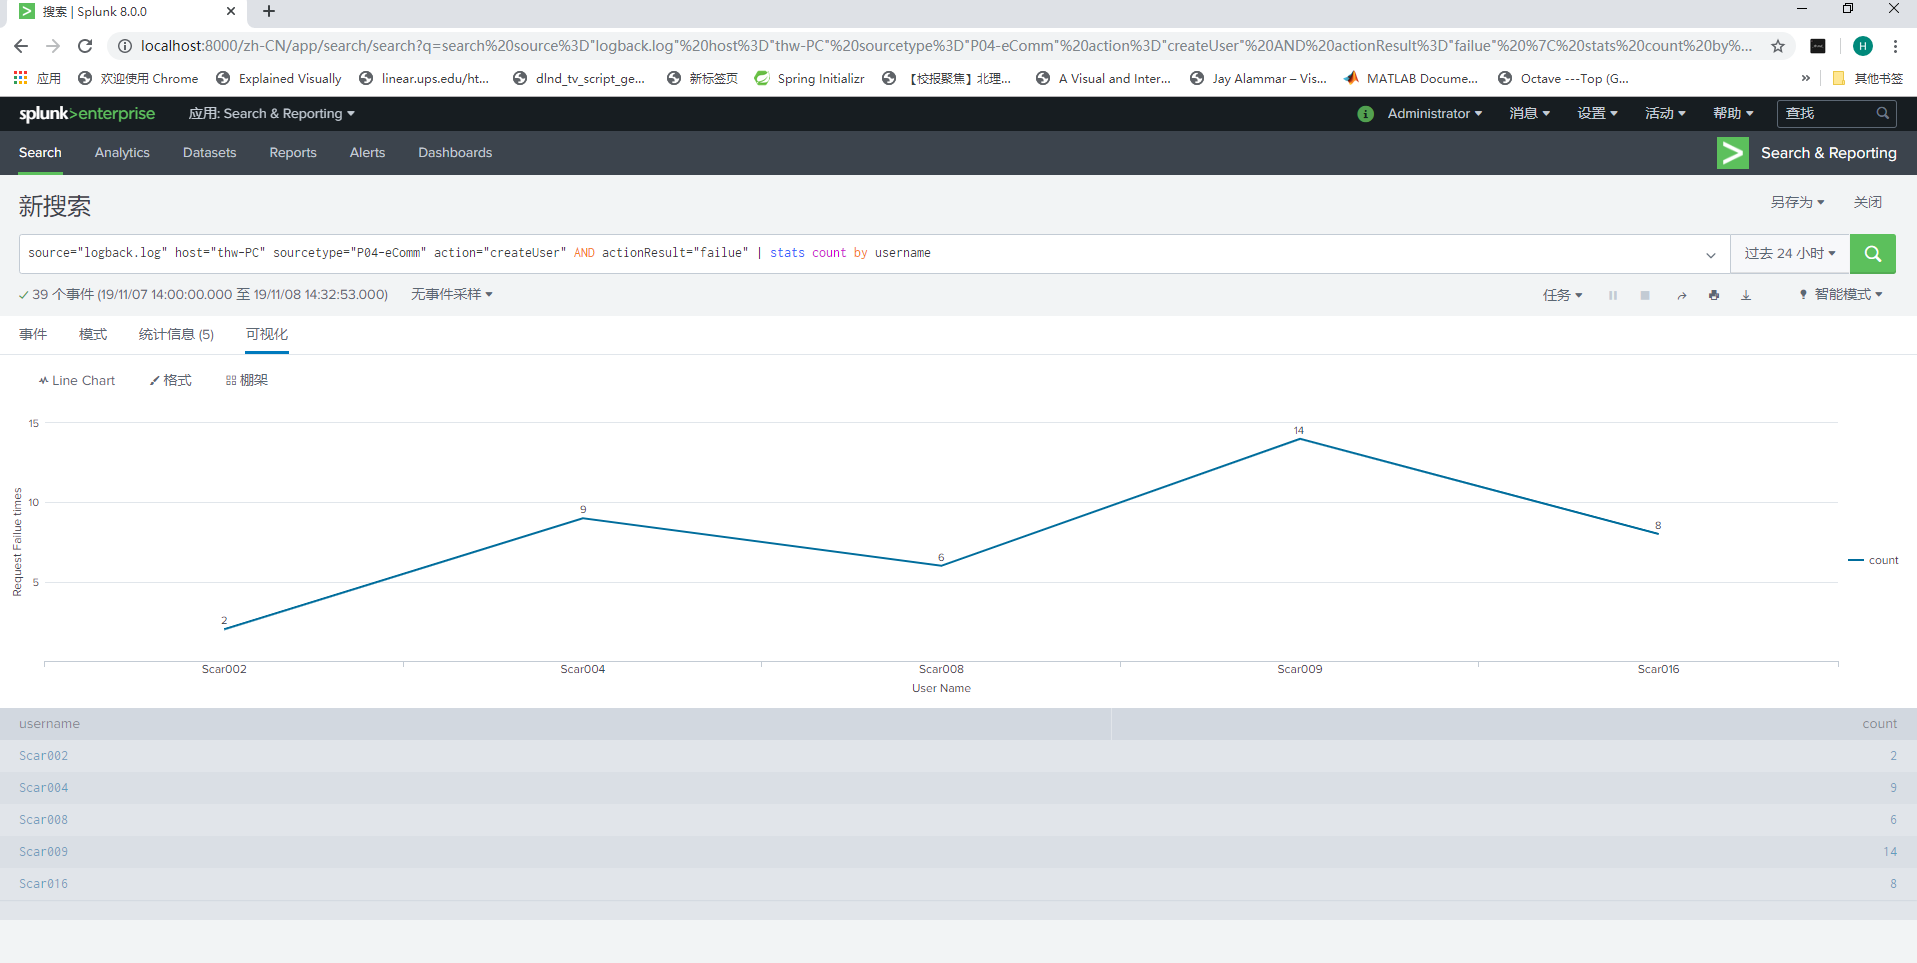 搜索 | Splunk 8.0.0
localhost:8000/zh-CN/app/search/search?q=search%20source%3D"logback.log"%20host%3D"thw-PC"%20sourcetype%3D"P04-eComm"%20action%3D"createUser"%20AND%20actionResult%3D"failue"%20%7C%20stats%20count%20by%...
H
应用 欢迎使用 Chrome Explained Visually linear.ups.edu/ht... dlnd_tv_script_ge... 新标签页 Spring Initializr 【校报聚焦】北理... A Visual and Inter... Jay Alammar – Vis... MATLAB Docume... Octave ---Top (G... » 其他书签
splunk>enterprise 应用: Search & Reporting Administrator 消息 设置 活动 帮助 查找
Search Analytics Datasets Reports Alerts Dashboards Search & Reporting
新搜索 另存为 关闭
source="logback.log" host="thw-PC" sourcetype="P04-eComm" action="createUser" AND actionResult="failue" | stats count by username 过去 24 小时
39 个事件 (19/11/07 14:00:00.000 至 19/11/08 14:32:53.000) 无事件采样 任务 智能模式
事件 模式 统计信息 (5) 可视化
Line Chart 格式 棚架
15
14
10
9
8
6
5
2
Request Failue times
count
Scar002 Scar004 Scar008 Scar009 Scar016
User Name
username count
Scar002 2
Scar004 9
Scar008 6
Scar009 14
Scar016 8